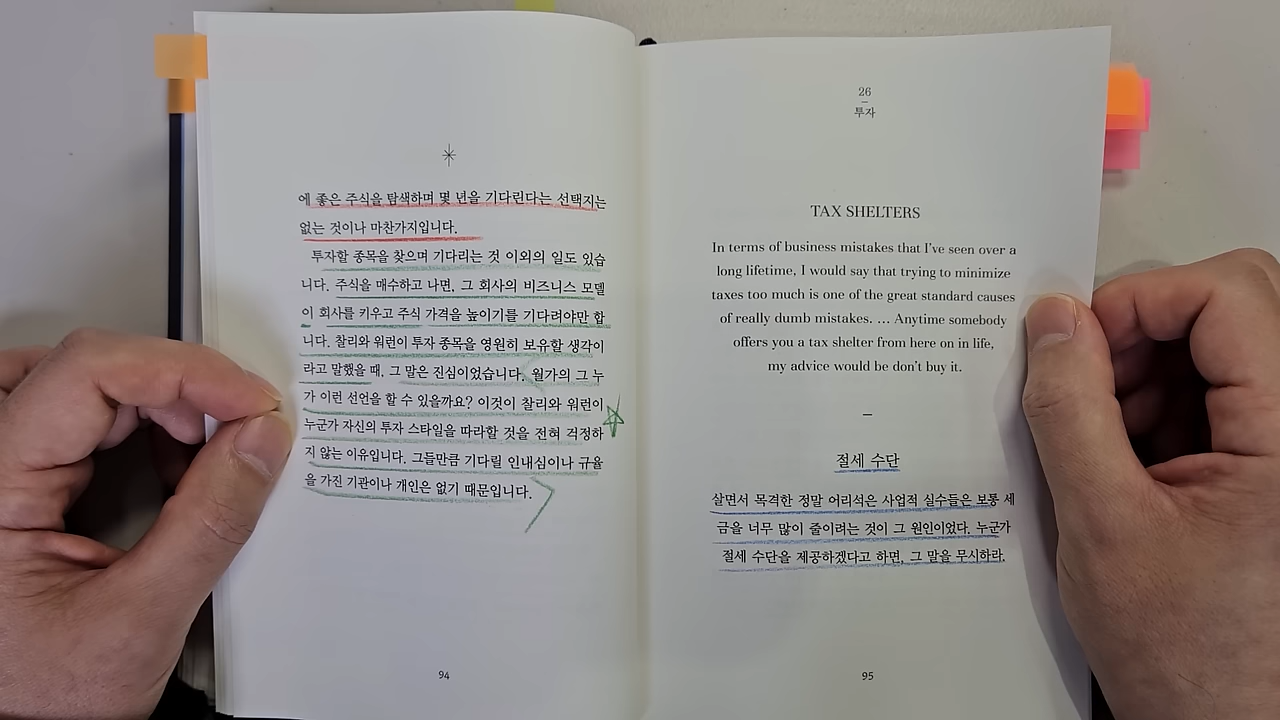 에 좋은 주식을 탐색하며 몇 년을 기다린다는 선택지는
없는 것이나 마찬가지입니다.
투자할 종목을 찾으며 기다리는 것 이외의 일도 있습
니다. 주식을 매수하고 나면, 그 회사의 비즈니스 모델
이 회사를 키우고 주식 가격을 높이기를 기다려야만 합
니다. 찰리와 워런이 투자 종목을 영원히 보유할 생각이
라고 말했을 때, 그 말은 진심이었습니다. 월가의 그 누
가 이런 선언을 할 수 있을까요? 이것이 찰리와 워런이
누군가 자신의 투자 스타일을 따라할 것을 전혀 걱정하
지 않는 이유입니다. 그들만큼 기다릴 인내심이나 규율
을 가진 기관이나 개인은 없기 때문입니다.
94
26
투자
TAX SHELTERS
In terms of business mistakes that I've seen over a
long lifetime, I would say that trying to minimize
taxes too much is one of the great standard causes
of really dumb mistakes. … Anytime somebody
offers you a tax shelter from here on in life,
my advice would be don't buy it.
절세 수단
살면서 목격한 정말 어리석은 사업적 실수들은 보통 세
금을 너무 많이 줄이려는 것이 그 원인이었다. 누군가
절세 수단을 제공하겠다고 하면, 그 말을 무시하라.
95